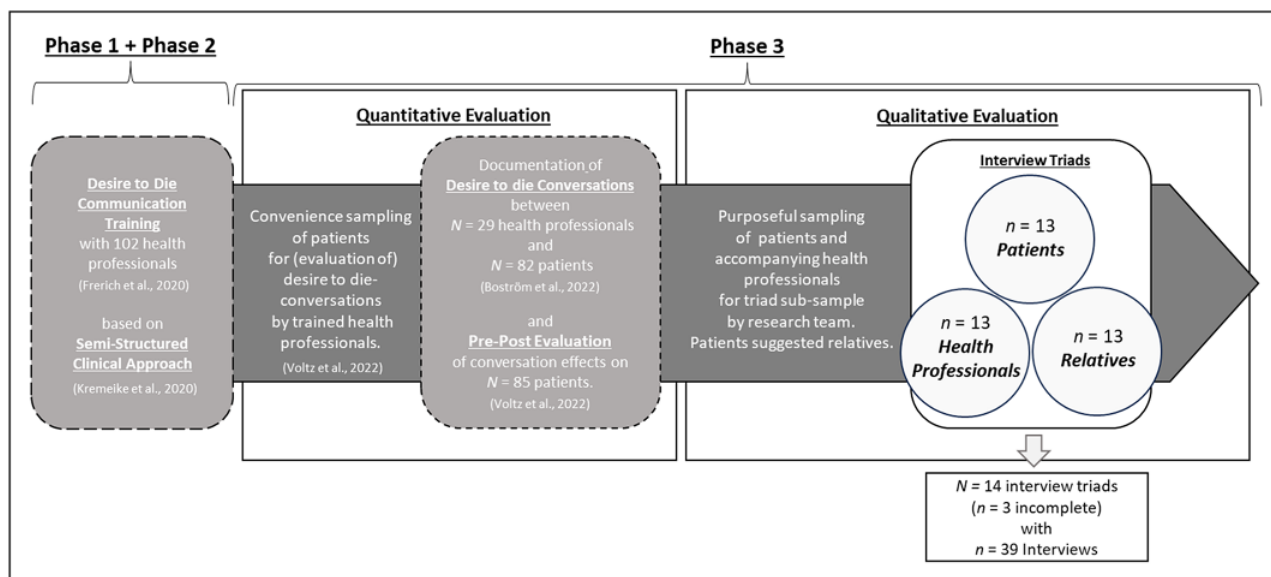 Phase 1 + Phase 2
Phase 3
Desire to Die
Communication
Training
with 102 health
professionals
(Frerich et al., 2020)
based on
Semi-Structured
Clinical Approach
(Kremeike et al., 2020)
Quantitative Evaluation
Convenience sampling
of patients
for (evaluation of)
desire to die-
conversations
by trained health
professionals.
(Voltz et al., 2022)
Documentation of
Desire to die Conversations
between
N = 29 health professionals
and
N = 82 patients
(Boström et al., 2022)
and
Pre-Post Evaluation
of conversation effects on
N = 85 patients.
(Voltz et al., 2022)
Qualitative Evaluation
Purposeful sampling
of patients and
accompanying health
professionals
for triad sub-sample
by research team.
Patients suggested relatives.
Interview Triads
n = 13
Patients
n = 13
Health
Professionals
n = 13
Relatives
N = 14 interview triads
(n = 3 incomplete)
with
n = 39 Interviews